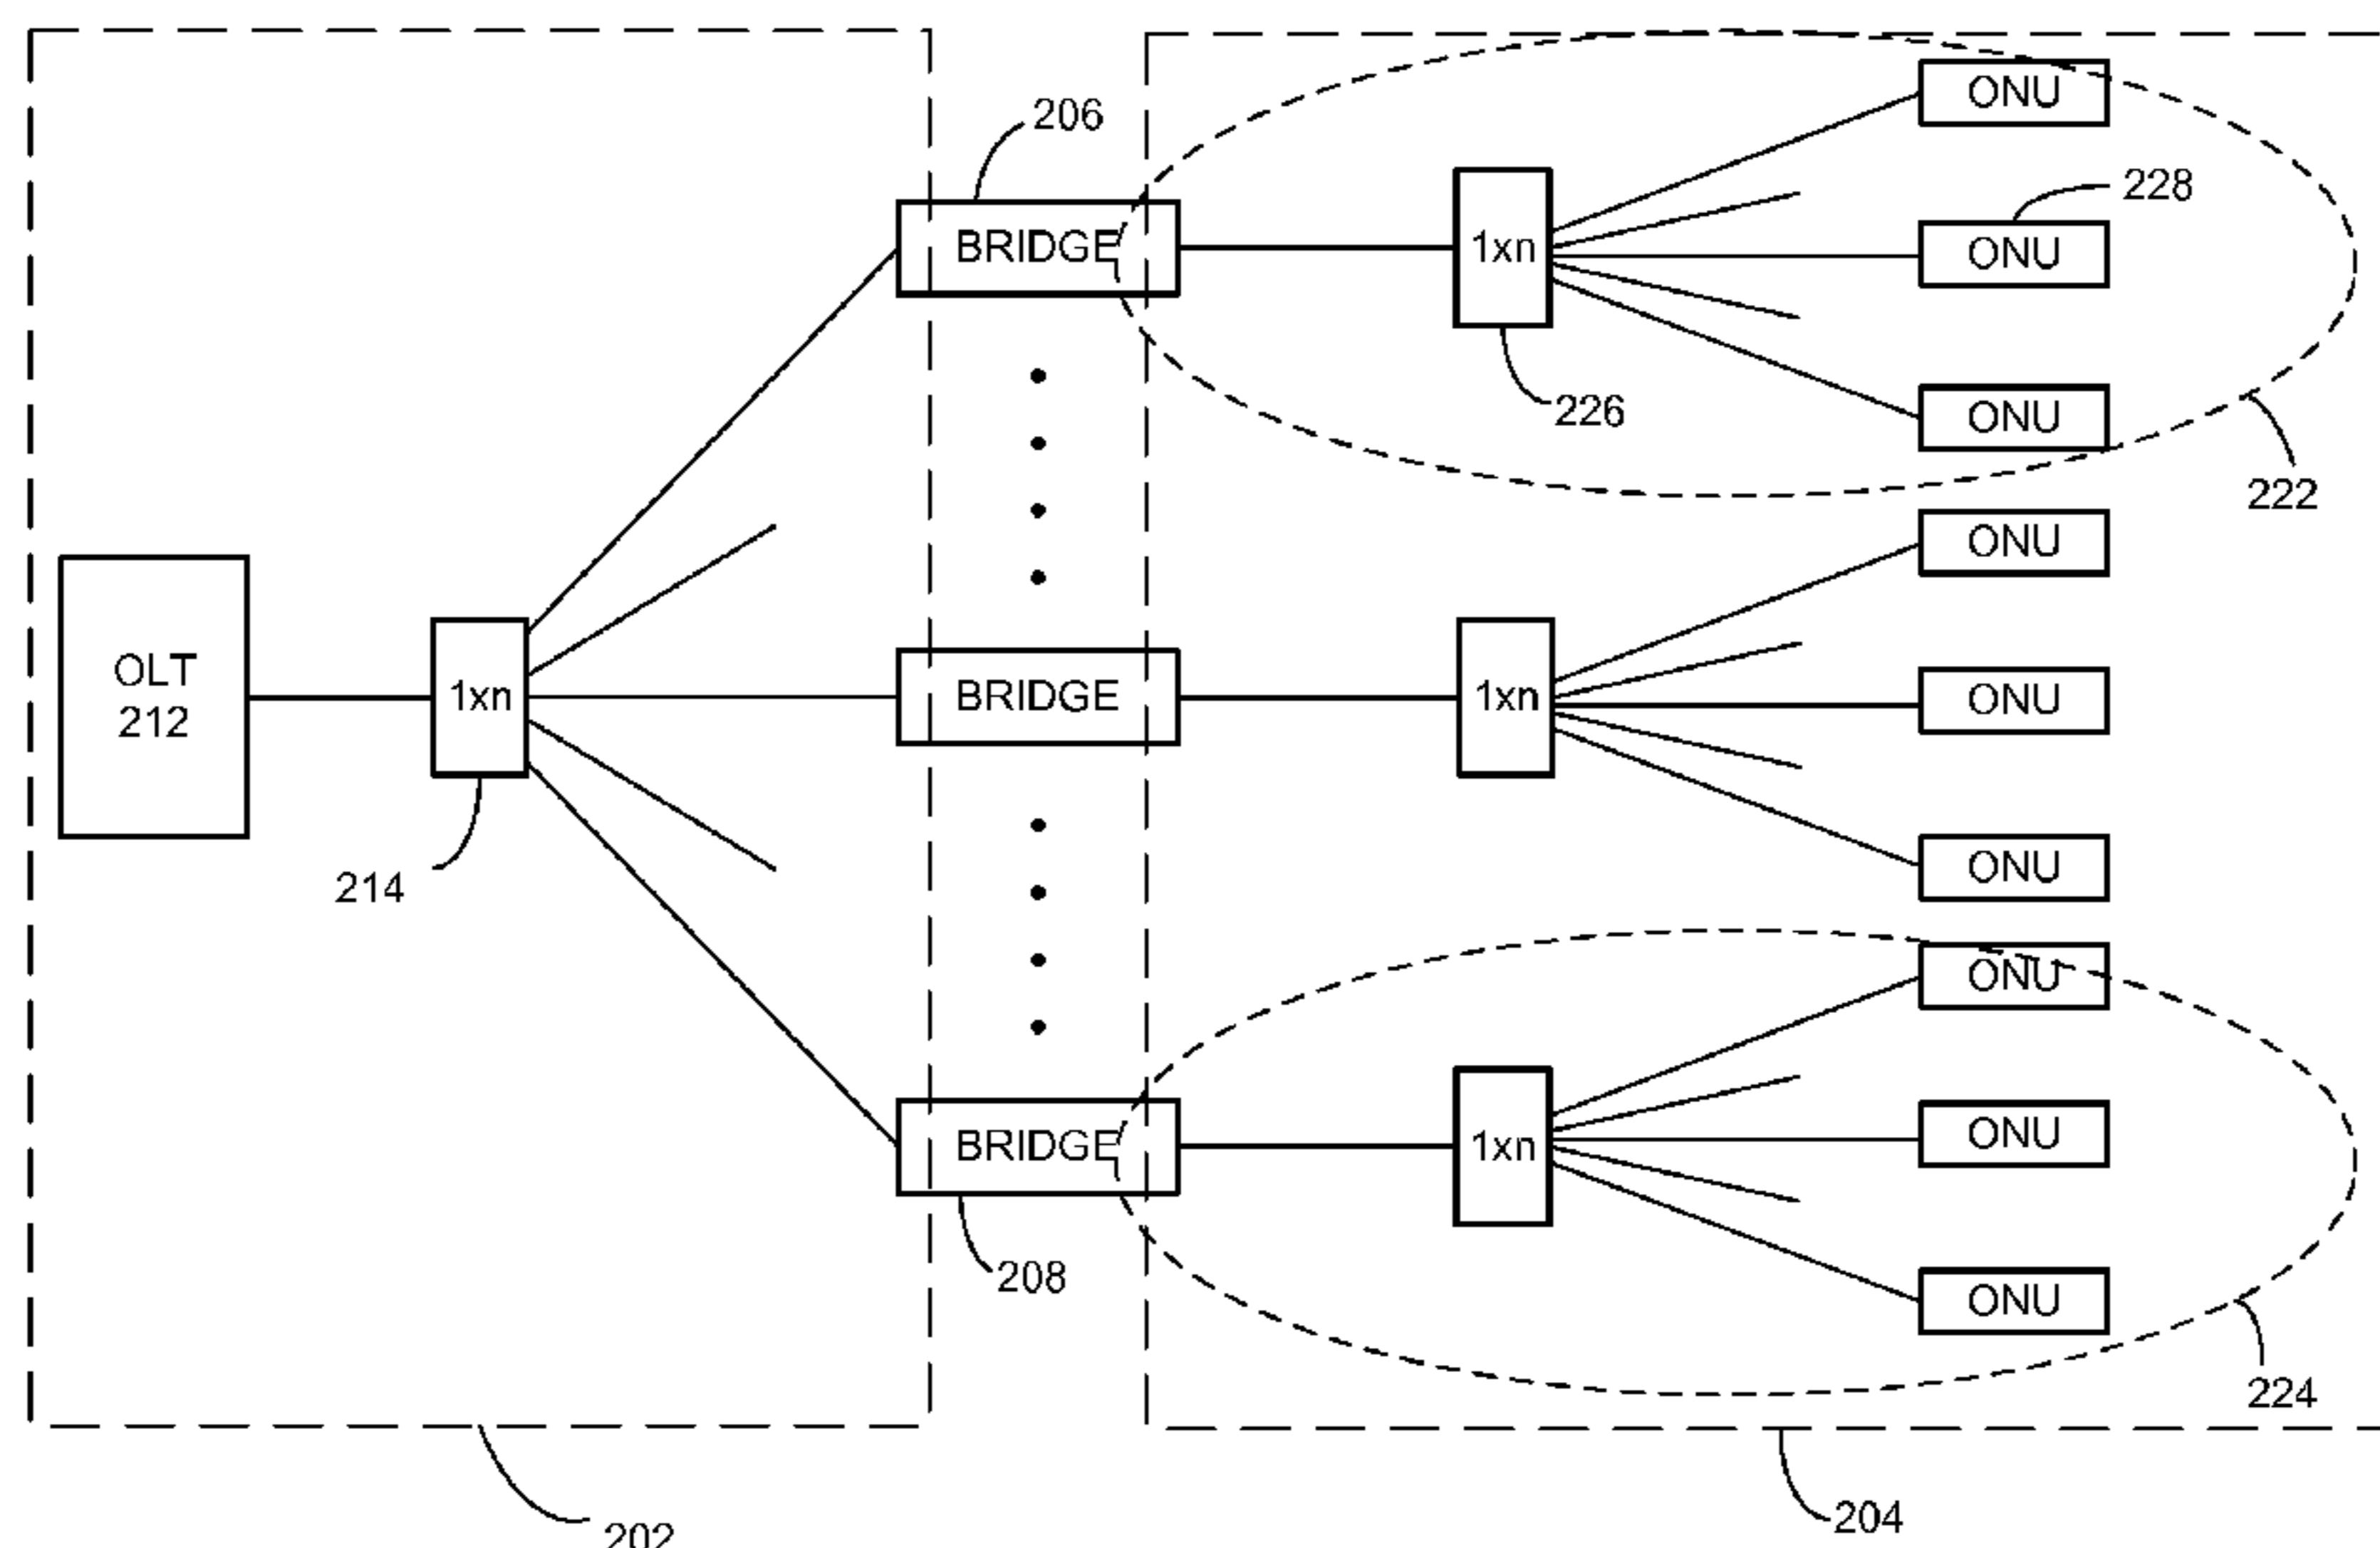 ONU
206
228
BRIDGE
1xn
ONU
226
ONU
222
ONU
OLT
212
1xn
BRIDGE
1xn
ONU
214
ONU
ONU
BRIDGE
1xn
ONU
208
ONU
224
204
202